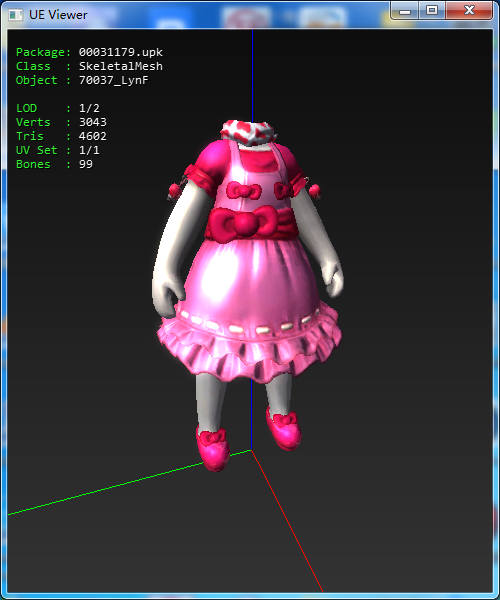 UE Viewer
Package: 00031179.upk
Class : SkeletalMesh
Object : 70037_LynF
LOD : 1/2
Verts : 3043
Tris : 4602
UV Set : 1/1
Bones : 99